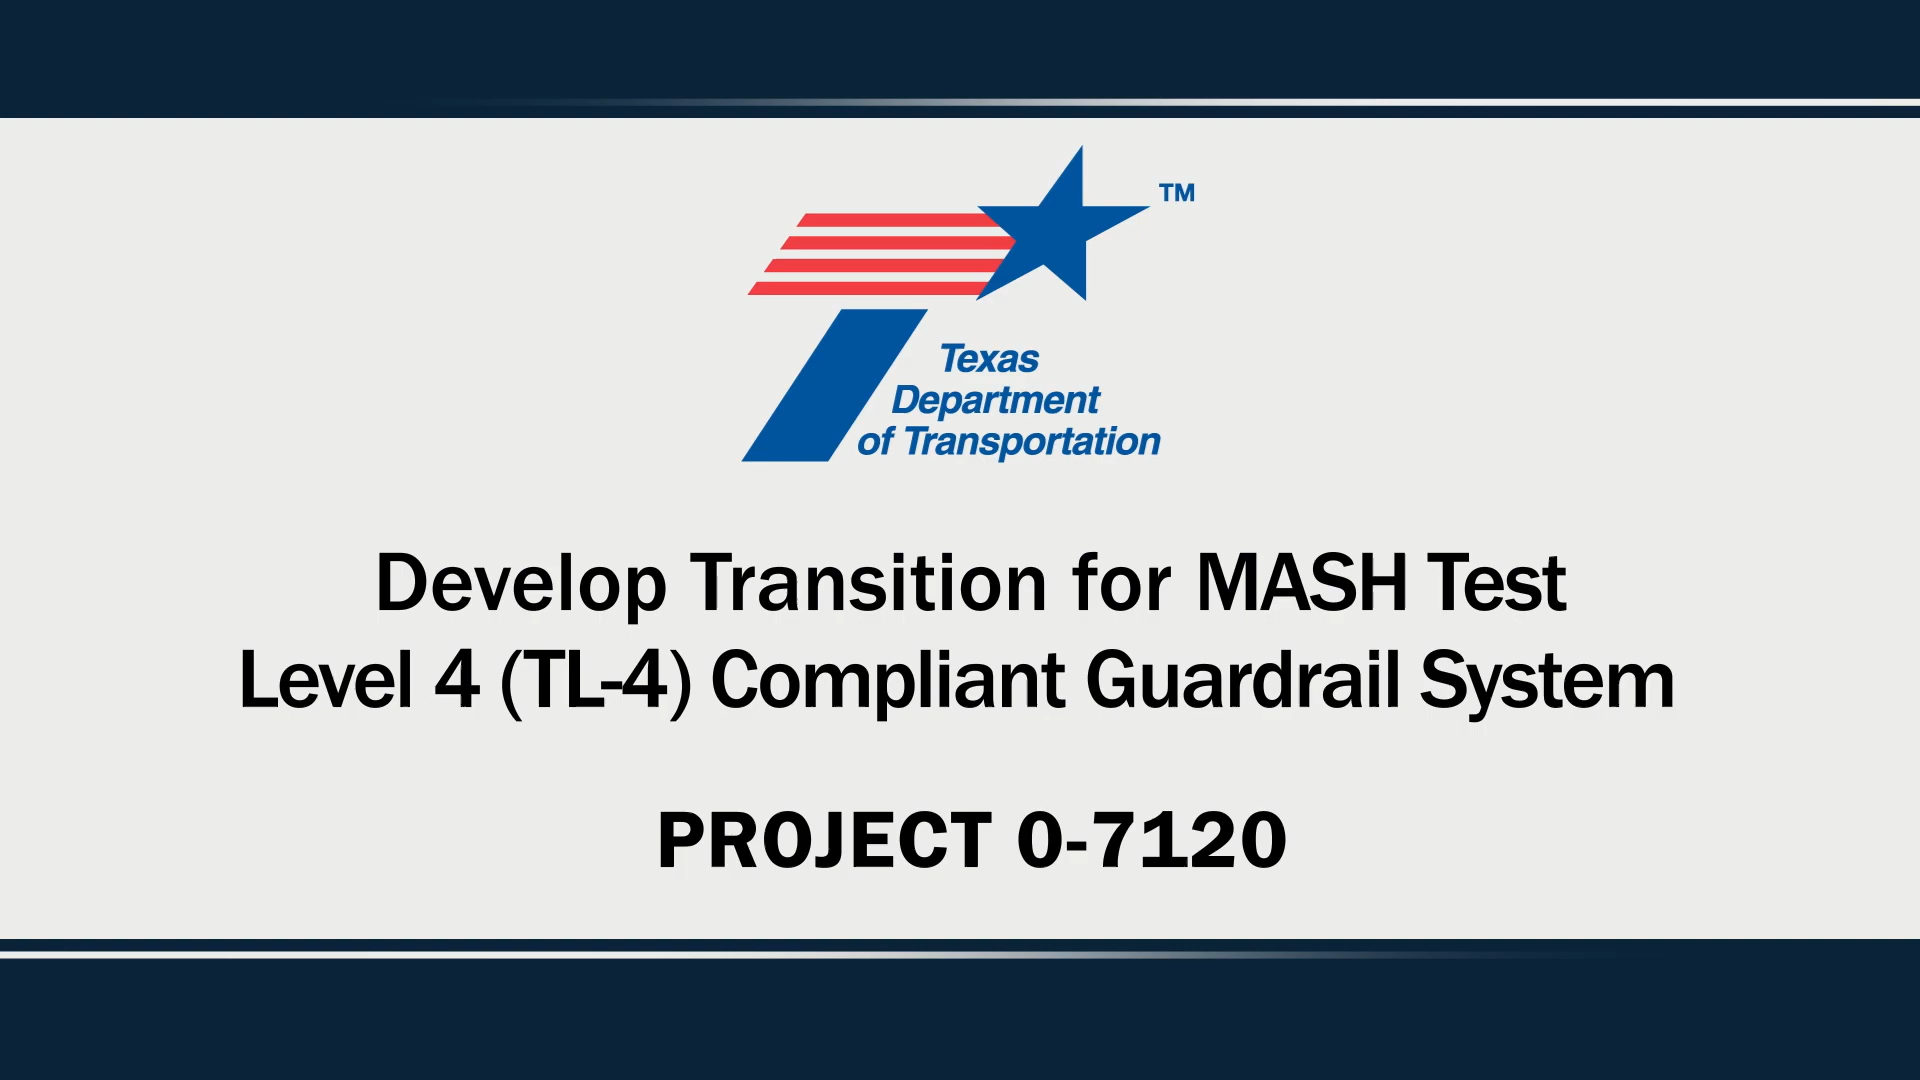 TM
Texas
Department
of Transportation
Develop Transition for MASH Test
Level 4 (TL-4) Compliant Guardrail System
PROJECT 0-7120